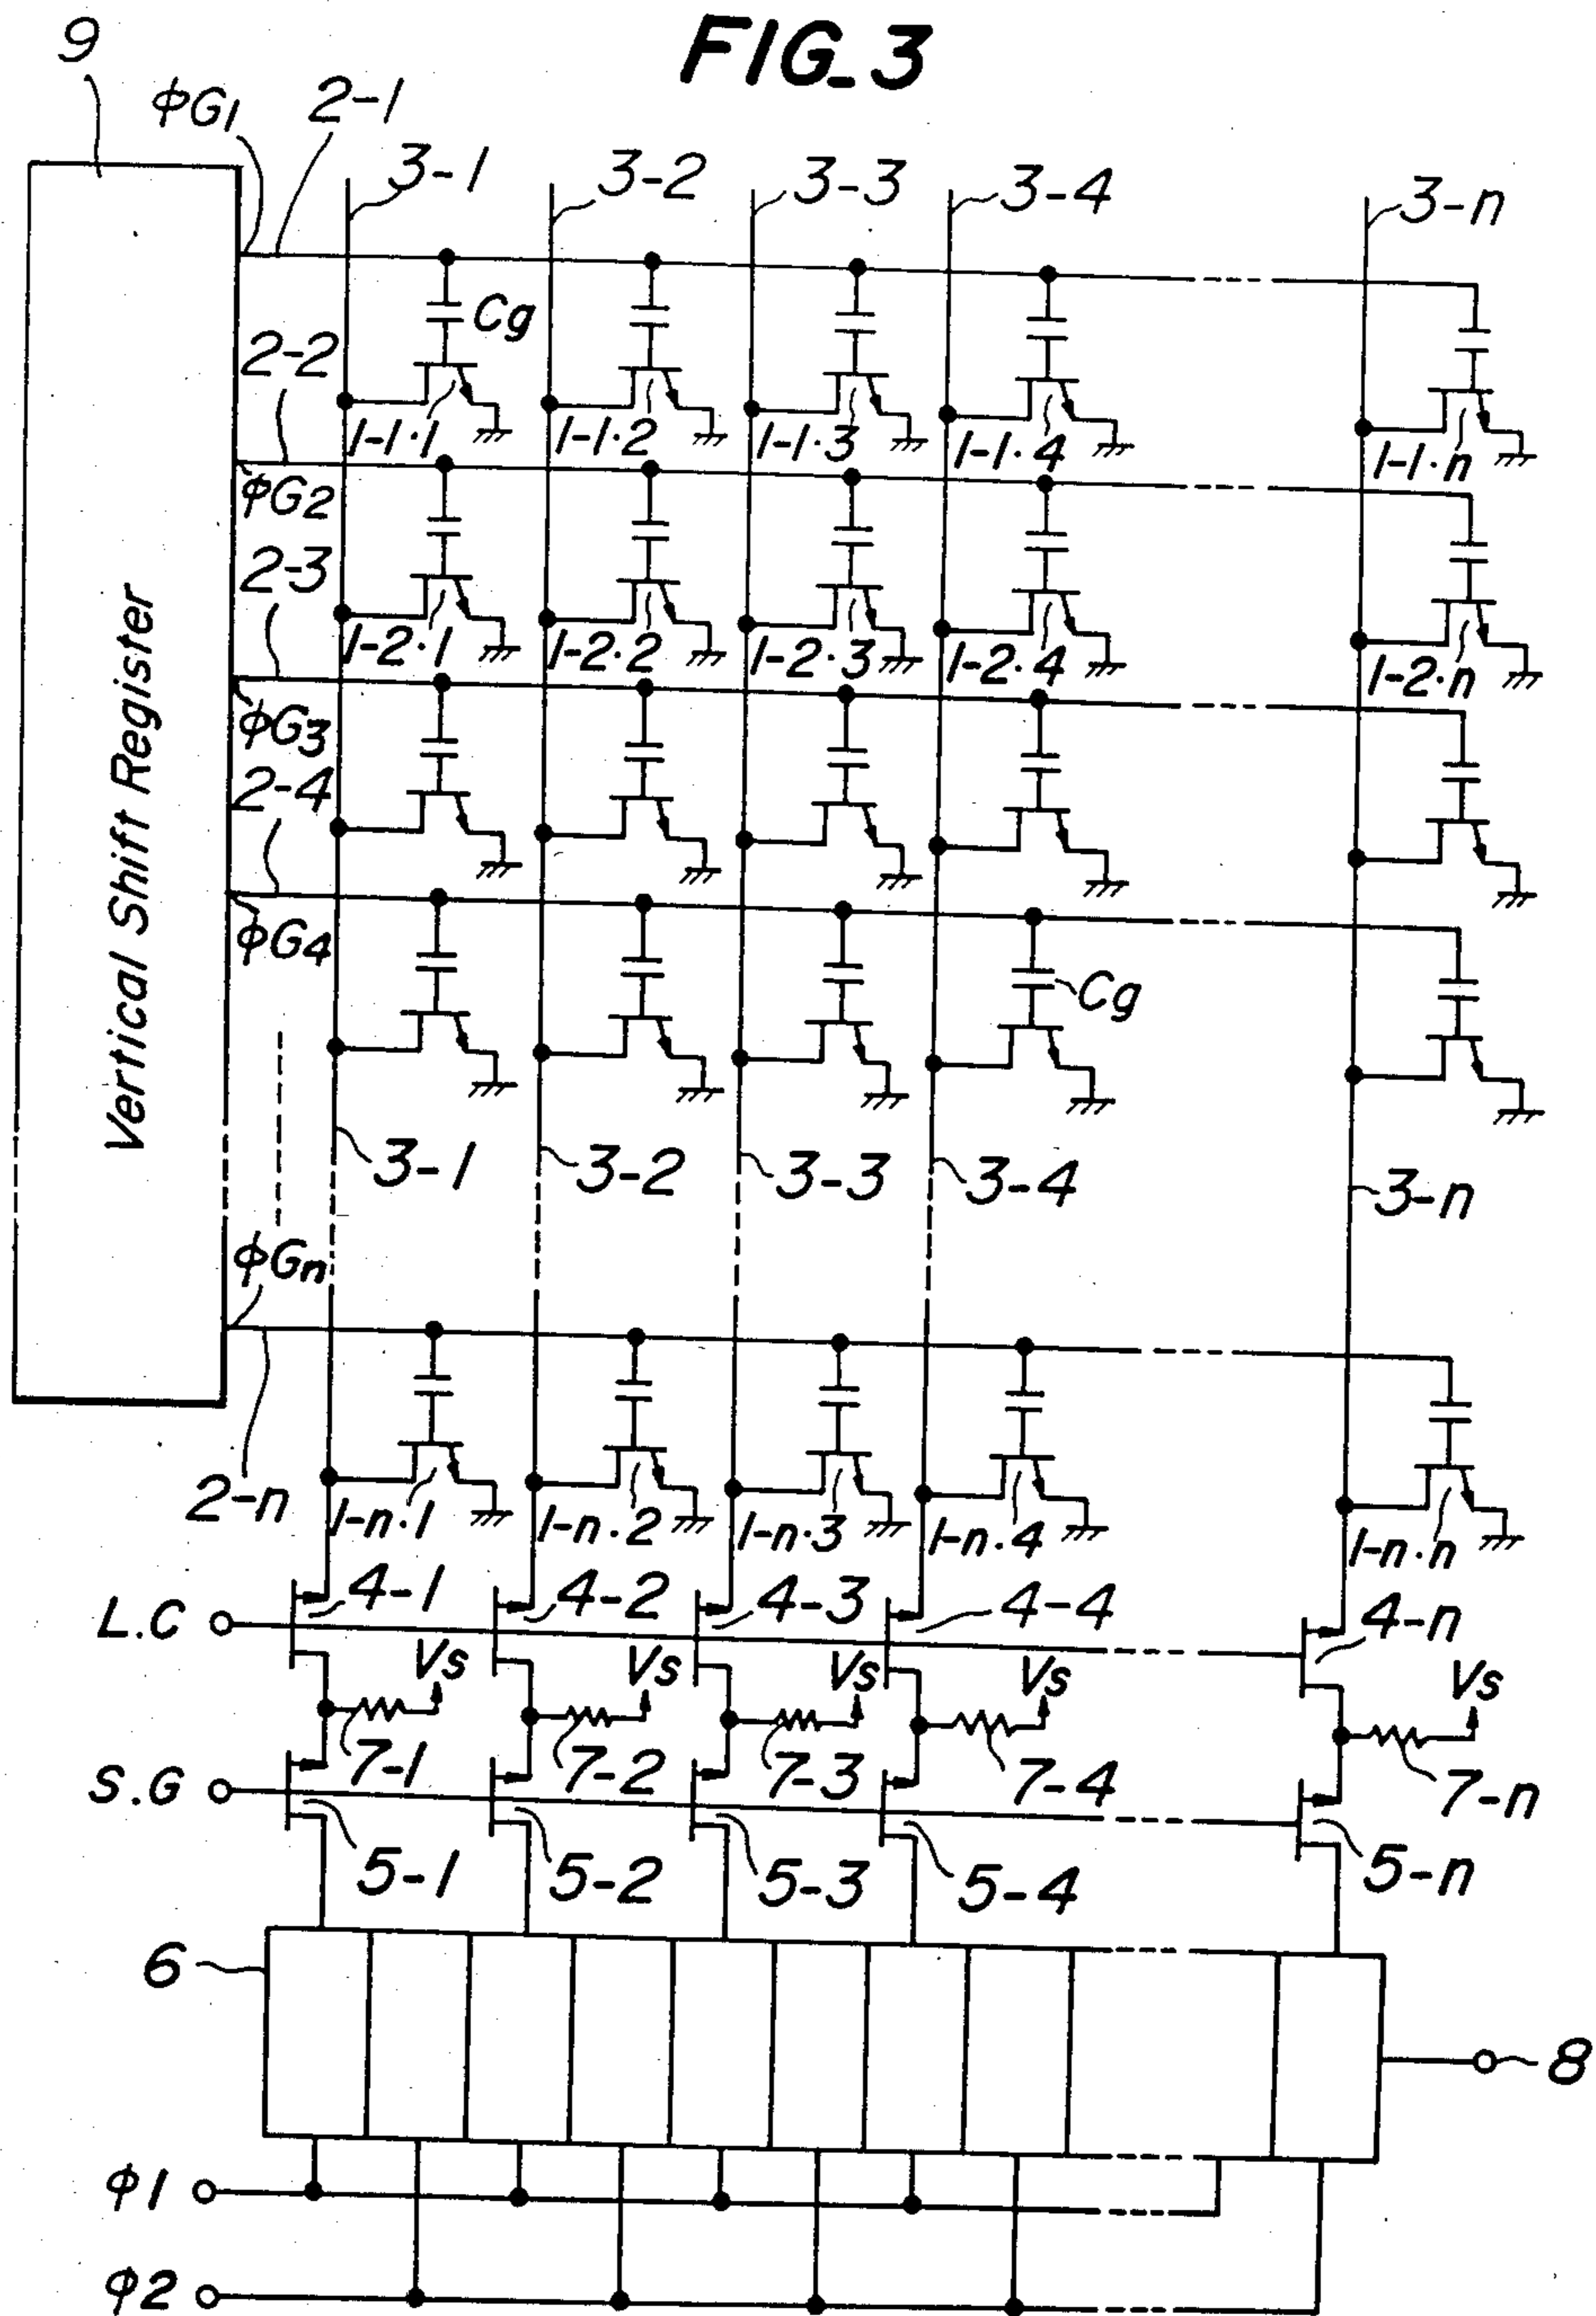 FIG_3
9
ϕG1
2-1
3-1
3-2
3-3
3-4
3-n
Cg
2-2
1-1·1
1-1·2
1-1·3
1-1·4
1-1·n
ϕG2
2-3
1-2·1
1-2·2
1-2·3
1-2·4
1-2·n
ϕG3
2-4
Vertical Shift Register
ϕG4
Cg
3-1
3-2
3-3
3-4
3-n
ϕGn
2-n
1-n·1
1-n·2
1-n·3
1-n·4
1-n·n
L.C
4-1
4-2
4-3
4-4
4-n
Vs
Vs
Vs
Vs
Vs
7-1
7-2
7-3
7-4
7-n
S.G
5-1
5-2
5-3
5-4
5-n
6
8
ϕ1
ϕ2